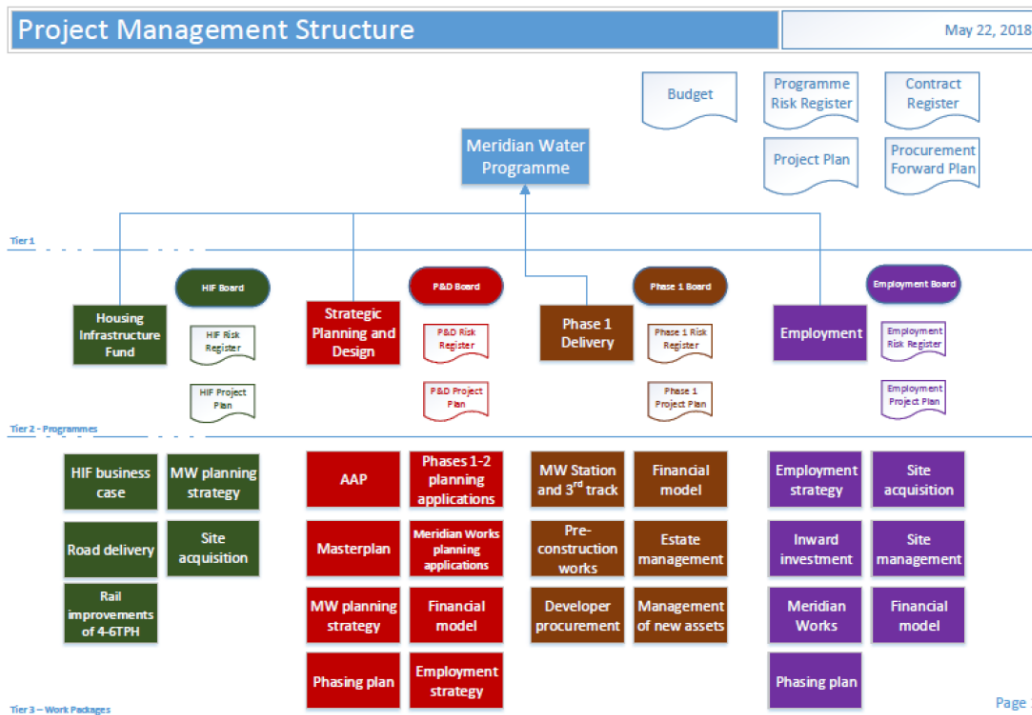 Project Management Structure
May 22, 2018
Budget
Programme
Risk Register
Contract
Register
Meridian Water
Programme
Project Plan
Procurement
Forward Plan
Tier 1
HIF Board
P&D Board
Phase 1 Board
Employment Board
Housing
Infrastructure
Fund
HIF Risk
Register
Strategic
Planning and
Design
P&D Risk
Register
Phase 1
Delivery
Phase 1 Risk
Register
Employment
Employment
Risk Register
HIF Project
Plan
P&D Project
Plan
Phase 1
Project Plan
Employment
Project Plan
Tier 2 - Programmes
HIF business
case
MW planning
strategy
AAP
Phases 1-2
planning
applications
MW Station
and 3rd track
Financial
model
Employment
strategy
Site
acquisition
Road delivery
Site
acquisition
Masterplan
Meridian Works
planning
applications
Pre-
construction
works
Estate
management
Inward
investment
Site
management
Rail
improvements
of 4-6TPH
MW planning
strategy
Financial
model
Developer
procurement
Management
of new assets
Meridian
Works
Financial
model
Phasing plan
Employment
strategy
Phasing plan
Tier 3 – Work Packages
Page